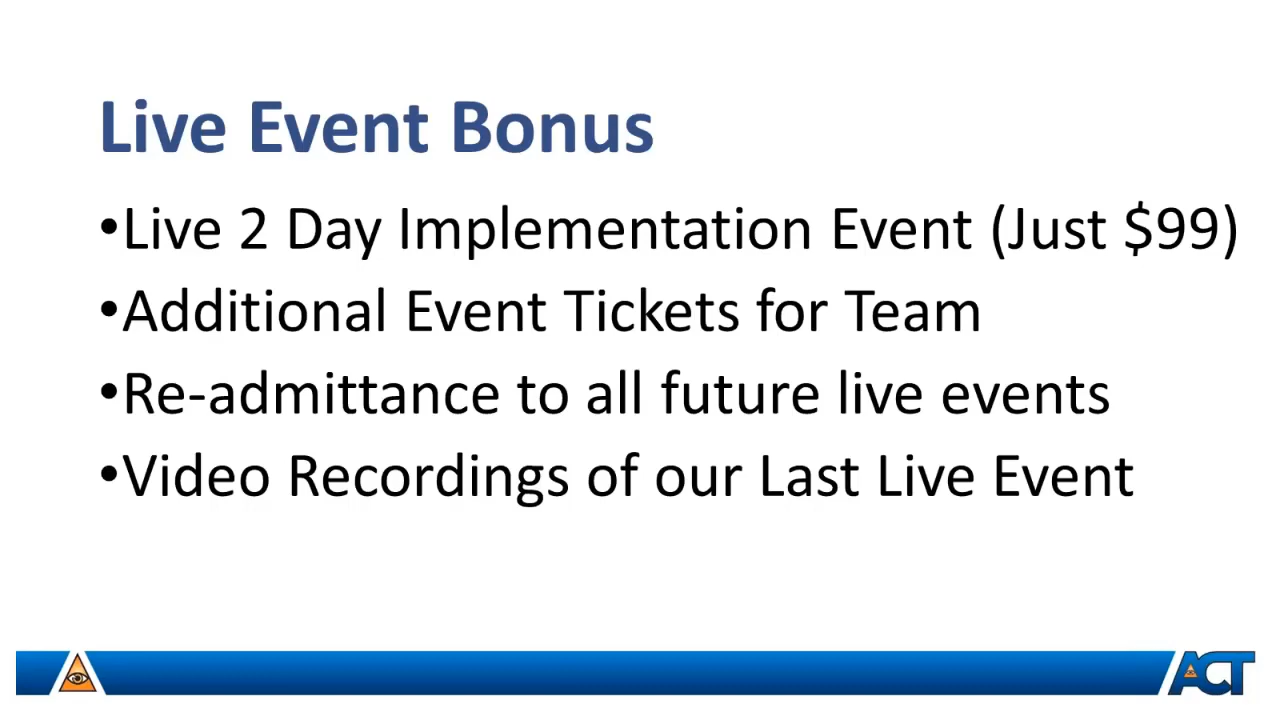 Live Event Bonus
•Live 2 Day Implementation Event (Just $99)
•Additional Event Tickets for Team
•Re-admittance to all future live events
•Video Recordings of our Last Live Event
ACT